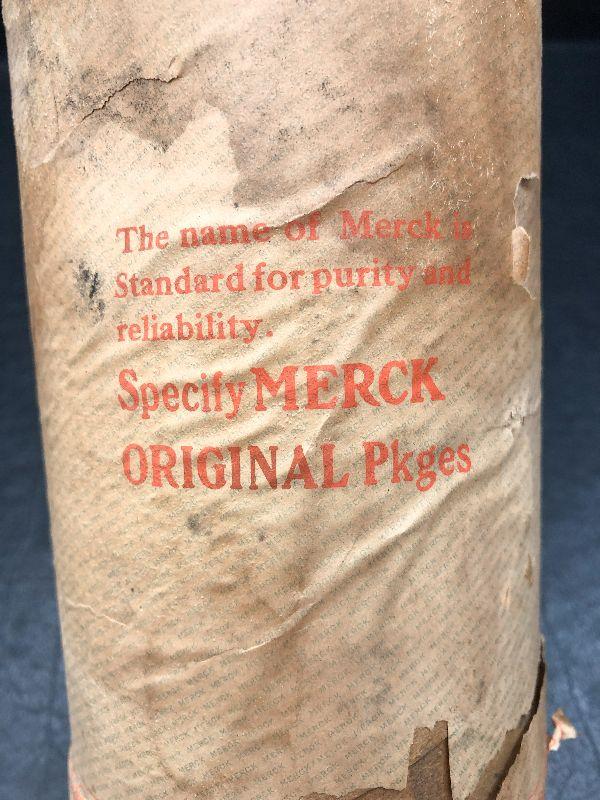 The name of Merck is
Standard for purity and
reliability.
Specify MERCK
ORIGINAL Pkges